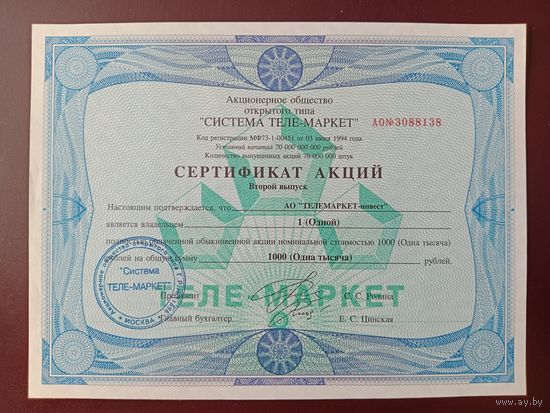 Акционерное общество
открытого типа
"СИСТЕМА ТЕЛЕ-МАРКЕТ" АО№3088138
Код регистрации МФ73-1-00451 от 03 июня 1994 года
Уставный капитал 70 000 000 000 рублей
Количество выпущенных акций 70 000 000 штук
СЕРТИФИКАТ АКЦИЙ
Второй выпуск
Настоящим подтверждается, что АО "ТЕЛЕМАРКЕТ-инвест"
является владельцем 1 (Одной)
обыкновенной акции номинальной стоимостью 1000 (Одна тысяча)
рублей на общую сумму 1000 (Одна тысяча) рублей.
"Система
ТЕЛЕ-МАРКЕТ"
МОСКВА
ТЕЛЕ-МАРКЕТ
Президент С. С. Родина
Главный бухгалтер Е. С. Цинская
www.ay.by